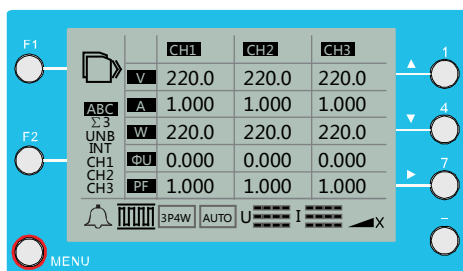 F1
F2
MENU
1
4
7
CH1 CH2 CH3
V 220.0 220.0 220.0
A 1.000 1.000 1.000
W 220.0 220.0 220.0
ΦU 0.000 0.000 0.000
PF 1.000 1.000 1.000
ABC
Σ3
UNB
INT
CH1
CH2
CH3
3P4W AUTO U I X